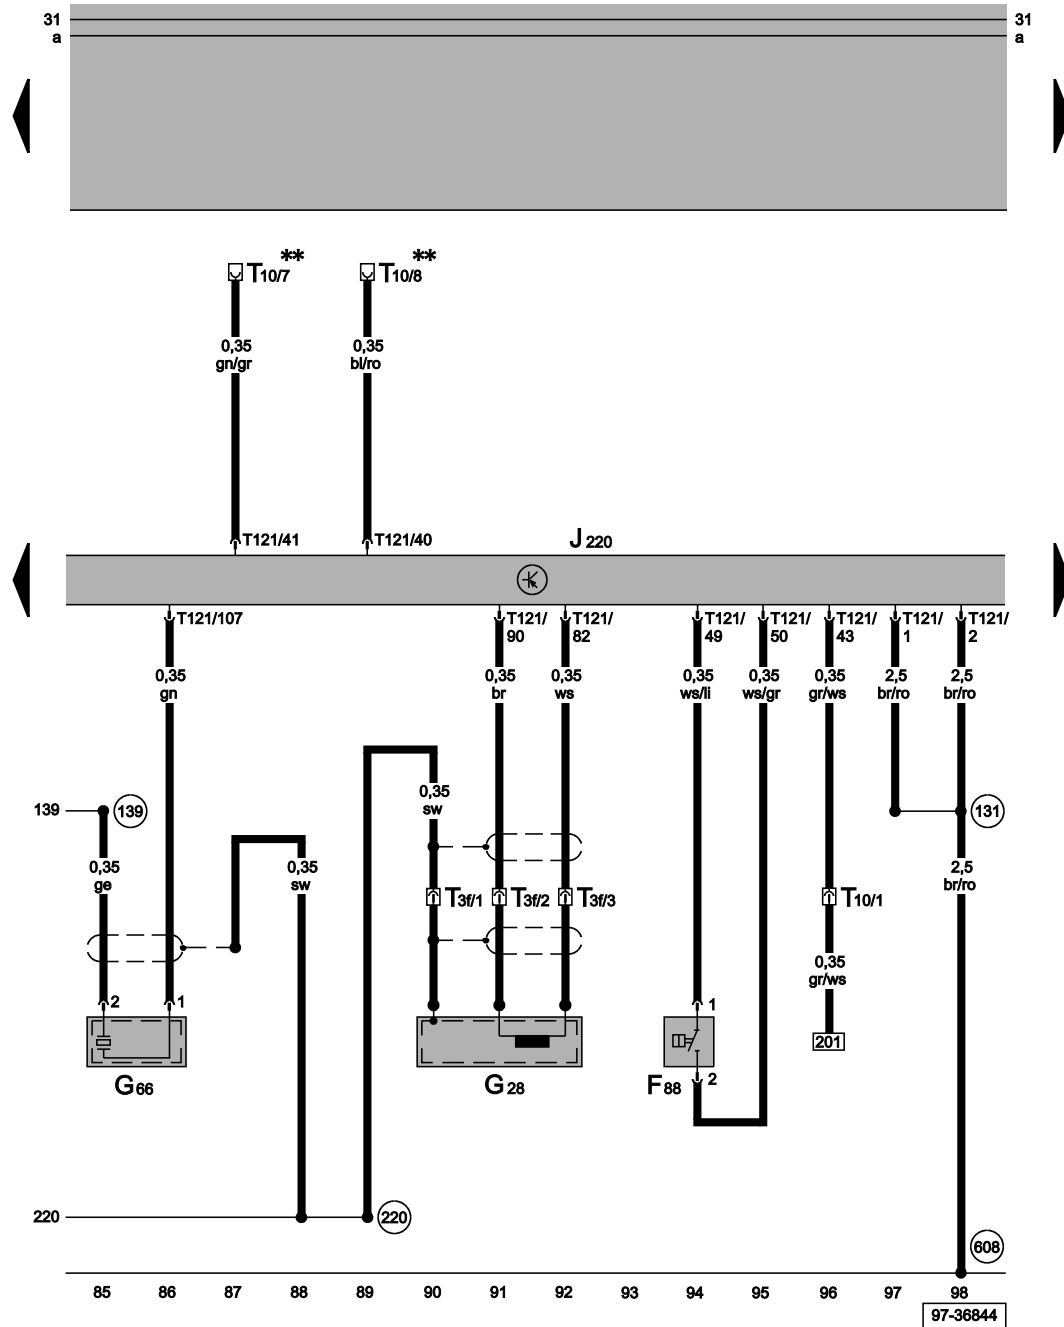 31 31
a a
** **
T10/7 T10/8
0,35 0,35
gn/gr bl/ro
T121/41 T121/40 J220
T121/107 T121/ T121/ T121/ T121/ T121/ T121/ T121/
90 82 49 50 43 1 2
0,35 0,35 0,35 0,35 0,35 0,35 2,5 2,5
gn br ws ws/li ws/gr gr/ws br/ro br/ro
0,35
sw
139 139 131
0,35 0,35 2,5
ge sw br/ro
T3f/1 T3f/2 T3f/3 T10/1
0,35
gr/ws
2 1 1
201
2
G66 G28 F88
220 220
608
85 86 87 88 89 90 91 92 93 94 95 96 97 98
97-36844